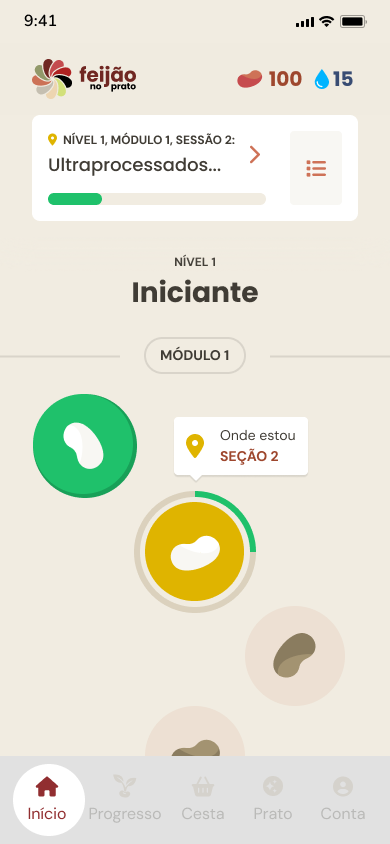 9:41
feijão
no prato
100
15
NÍVEL 1, MÓDULO 1, SESSÃO 2:
Ultraprocessados...
NÍVEL 1
Iniciante
MÓDULO 1
Onde estou
SEÇÃO 2
Início
Progresso
Cesta
Prato
Conta